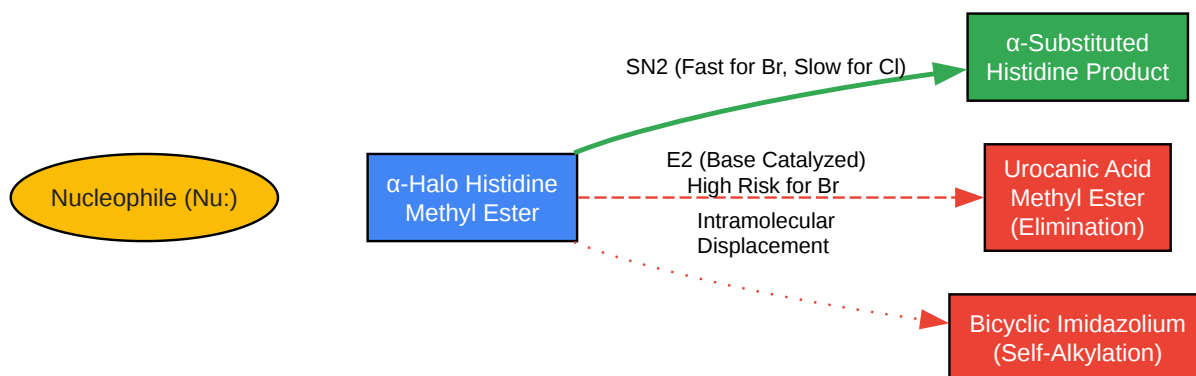 α-Substituted
Histidine Product
SN2 (Fast for Br, Slow for Cl)
Nucleophile (Nu:)
α-Halo Histidine
Methyl Ester
E2 (Base Catalyzed)
High Risk for Br
Urocanic Acid
Methyl Ester
(Elimination)
Intramolecular
Displacement
Bicyclic Imidazolium
(Self-Alkylation)